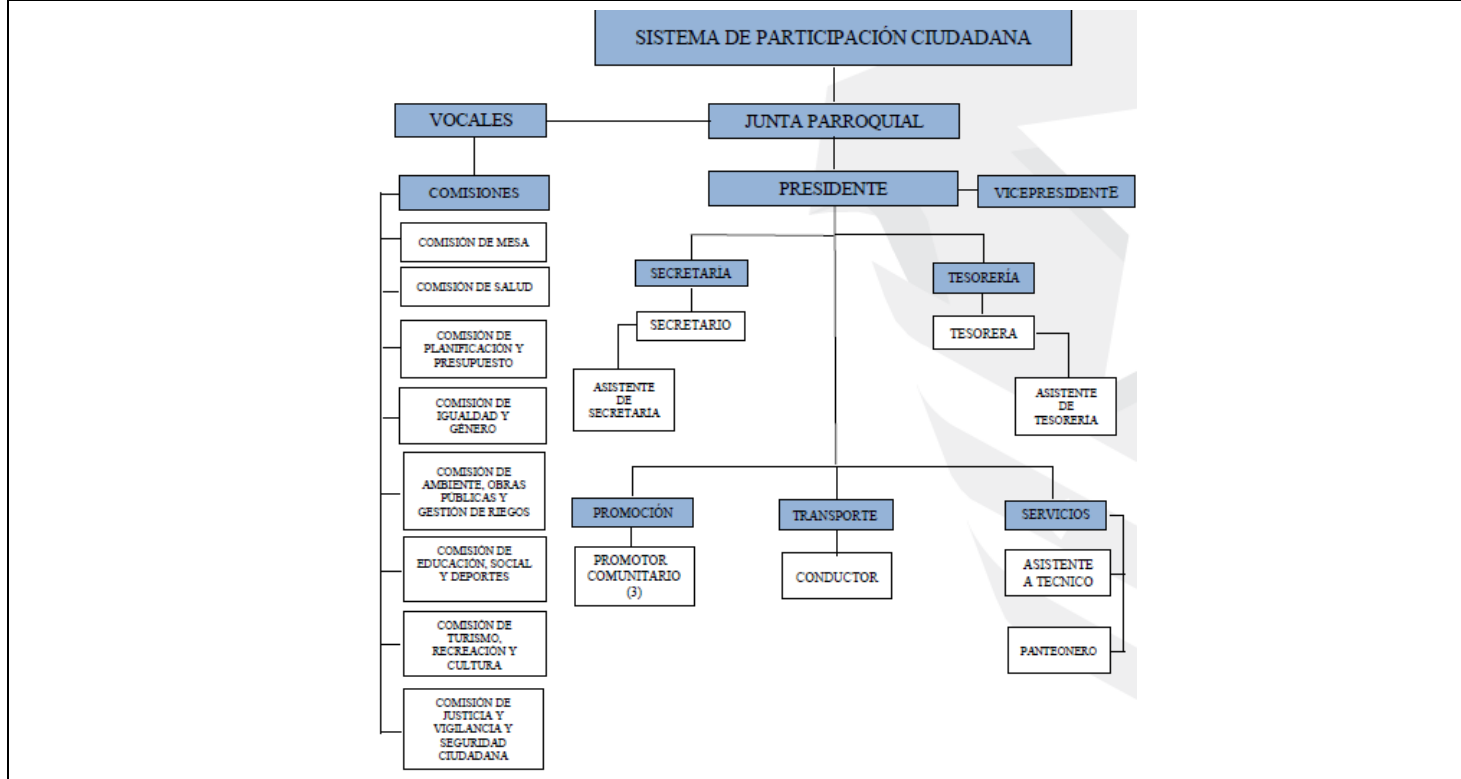 SISTEMA DE PARTICIPACIÓN CIUDADANA
VOCALES
JUNTA PARROQUIAL
COMISIONES
PRESIDENTE
VICEPRESIDENTE
COMISIÓN DE MESA
COMISIÓN DE SALUD
COMISIÓN DE
PLANIFICACIÓN Y
PRESUPUESTO
COMISIÓN DE
IGUALDAD Y
GÉNERO
COMISIÓN DE
AMBIENTE, OBRAS
PÚBLICAS Y
GESTIÓN DE RIEGOS
COMISIÓN DE
EDUCACIÓN, SOCIAL
Y DEPORTES
COMISIÓN DE
TURISMO,
RECREACIÓN Y
CULTURA
COMISIÓN DE
JUSTICIA Y
VIGILANCIA Y
SEGURIDAD
CIUDADANA
SECRETARÍA
SECRETARIO
ASISTENTE
DE
SECRETARÍA
TESORERÍA
TESORERA
ASISTENTE
DE
TESORERÍA
PROMOCIÓN
PROMOTOR
COMUNITARIO
(3)
TRANSPORTE
CONDUCTOR
SERVICIOS
ASISTENTE
A TECNICO
PANTEONERO